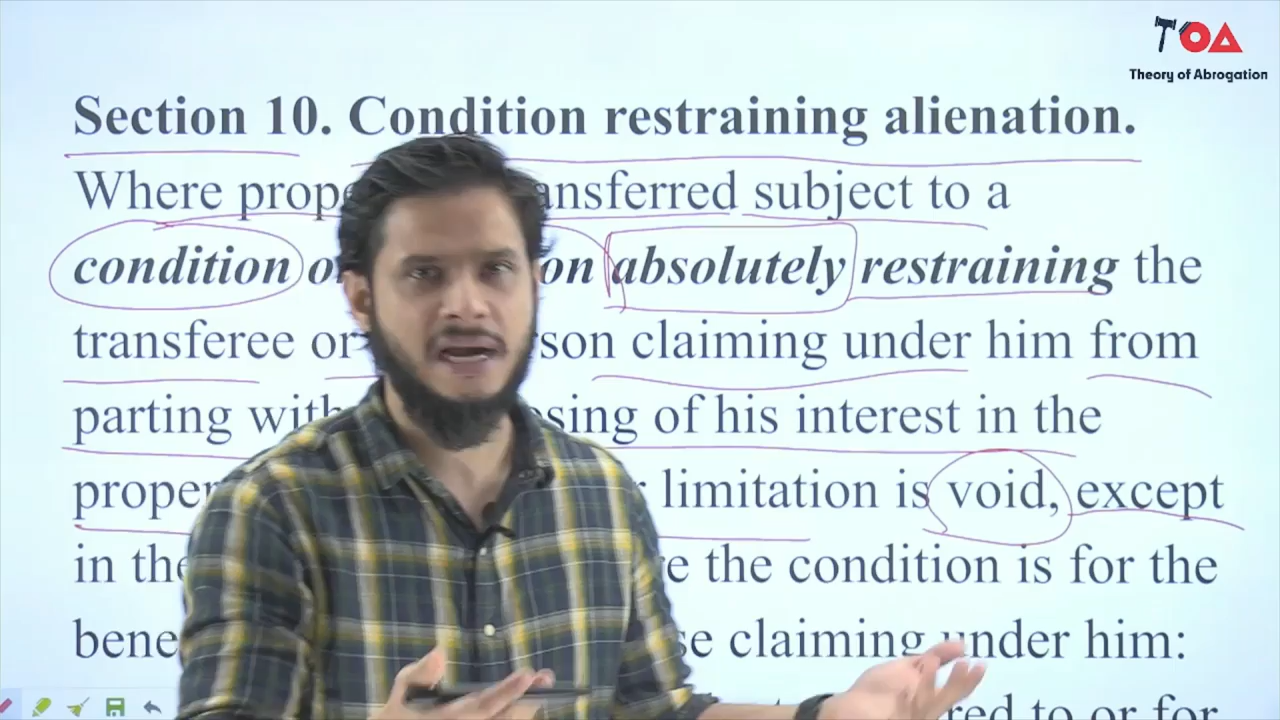 TOA
Theory of Abrogation
Section 10. Condition restraining alienation.
Where prope ansferred subject to a
condition o on absolutely restraining the
transferee or son claiming under him from
parting with sing of his interest in the
prope limitation is void, except
in the e the condition is for the
bene se claiming under him:
red to or for